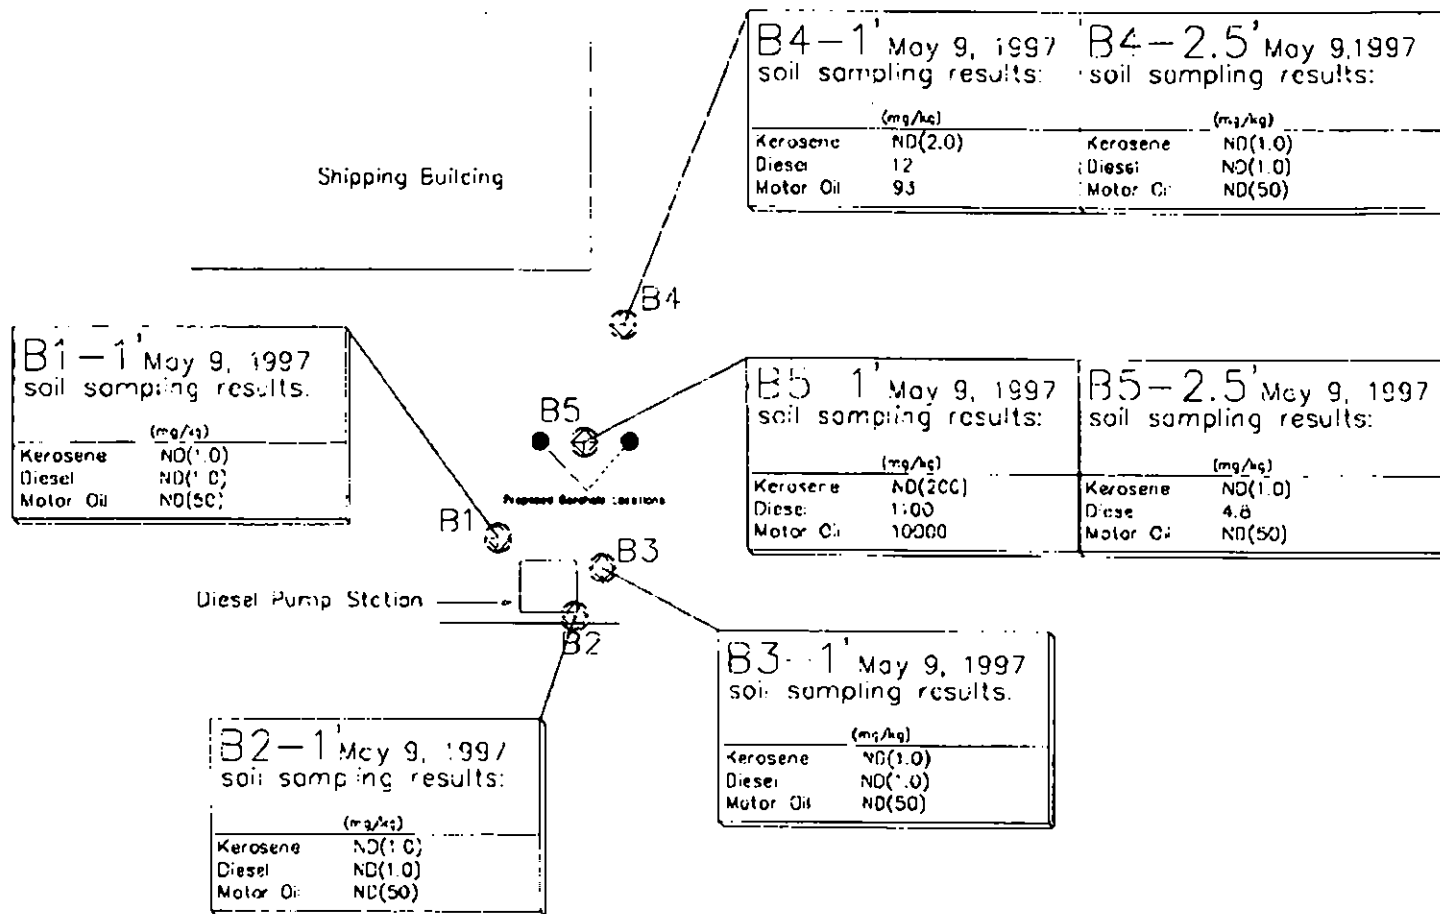 B4-1' May 9, 1997
soil sampling results:
(mg/kg)
Kerosene ND(2.0)
Diesel 12
Motor Oil 93
B4-2.5' May 9,1997
soil sampling results:
(mg/kg)
Kerosene ND(1.0)
Diesel ND(1.0)
Motor Oil ND(50)
Shipping Building
B4
B1-1' May 9, 1997
soil sampling results.
(mg/kg)
Kerosene ND(1.0)
Diesel ND(1.0)
Motor Oil ND(50)
B5
Proposed Borehole Locations
B5 1' May 9, 1997
soil sampling results:
(mg/kg)
Kerosene ND(200)
Diesel 1100
Motor Oil 10000
B5-2.5' May 9, 1997
soil sampling results:
(mg/kg)
Kerosene ND(1.0)
Diese 4.8
Motor Oil ND(50)
B1
B3
Diesel Pump Station
B2
B3-1' May 9, 1997
soil sampling results.
(mg/kg)
Kerosene ND(1.0)
Diesel ND(1.0)
Motor Oil ND(50)
B2-1' May 9, 1997
soil sampling results:
(mg/kg)
Kerosene ND(1.0)
Diesel ND(1.0)
Motor Oil ND(50)